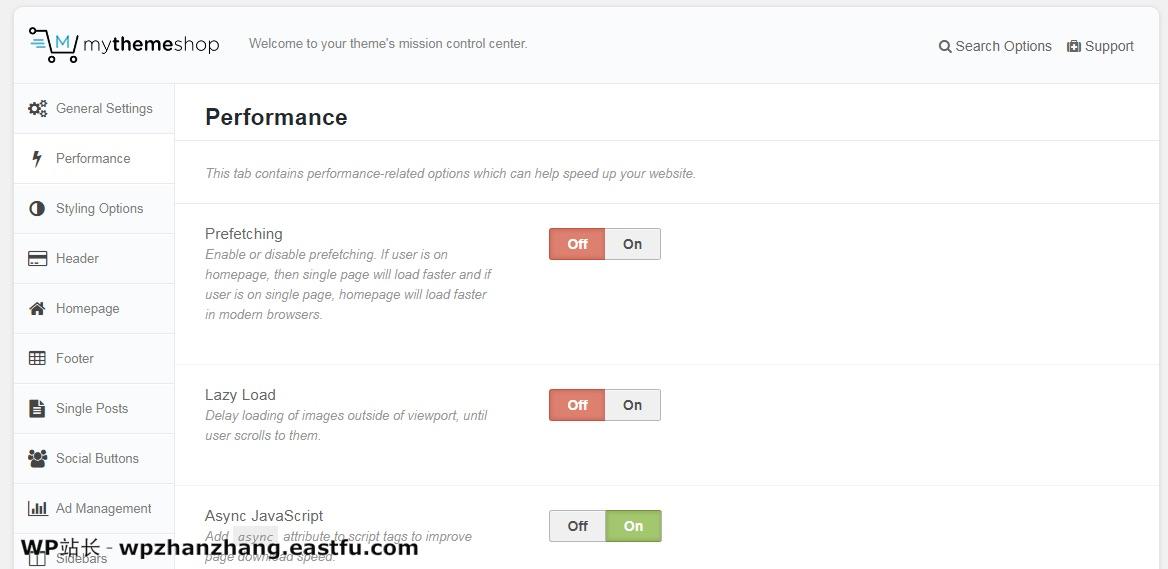 mythemeshop
Welcome to your theme's mission control center.
Search Options
Support
General Settings
Performance
Styling Options
Header
Homepage
Footer
Single Posts
Social Buttons
Ad Management
Sidebars
Performance
This tab contains performance-related options which can help speed up your website.
Prefetching
Enable or disable prefetching. If user is on
homepage, then single page will load faster and if
user is on single page, homepage will load faster
in modern browsers.
Off On
Lazy Load
Delay loading of images outside of viewport, until
user scrolls to them.
Off On
Async JavaScript
Add async attribute to script tags to improve
page download speed.
Off On
WP站长 - wpzhanzhang.eastfu.com